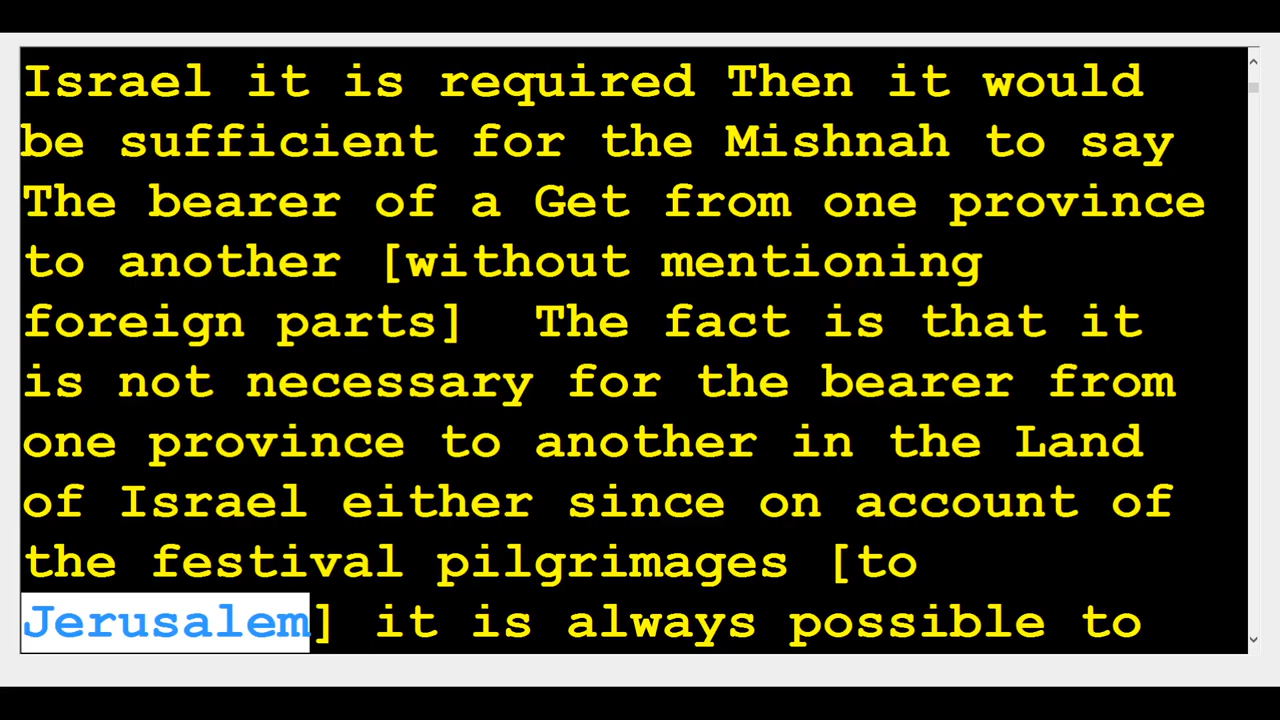 Israel it is required Then it would
be sufficient for the Mishnah to say
The bearer of a Get from one province
to another [without mentioning
foreign parts]  The fact is that it
is not necessary for the bearer from
one province to another in the Land
of Israel either since on account of
the festival pilgrimages [to
Jerusalem] it is always possible to